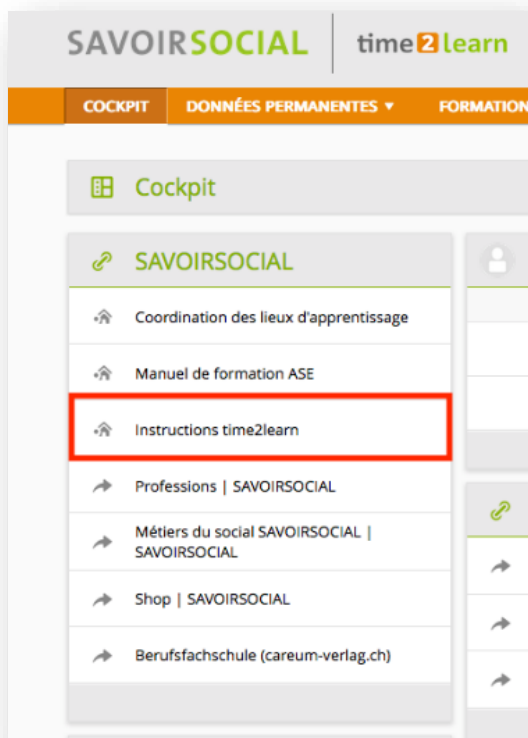 SAVOIRSOCIAL time2learn
COCKPIT DONNÉES PERMANENTES ▼ FORMATION
Cockpit
SAVOIRSOCIAL
Coordination des lieux d'apprentissage
Manuel de formation ASE
Instructions time2learn
Professions | SAVOIRSOCIAL
Métiers du social SAVOIRSOCIAL |
SAVOIRSOCIAL
Shop | SAVOIRSOCIAL
Berufsfachschule (careum-verlag.ch)